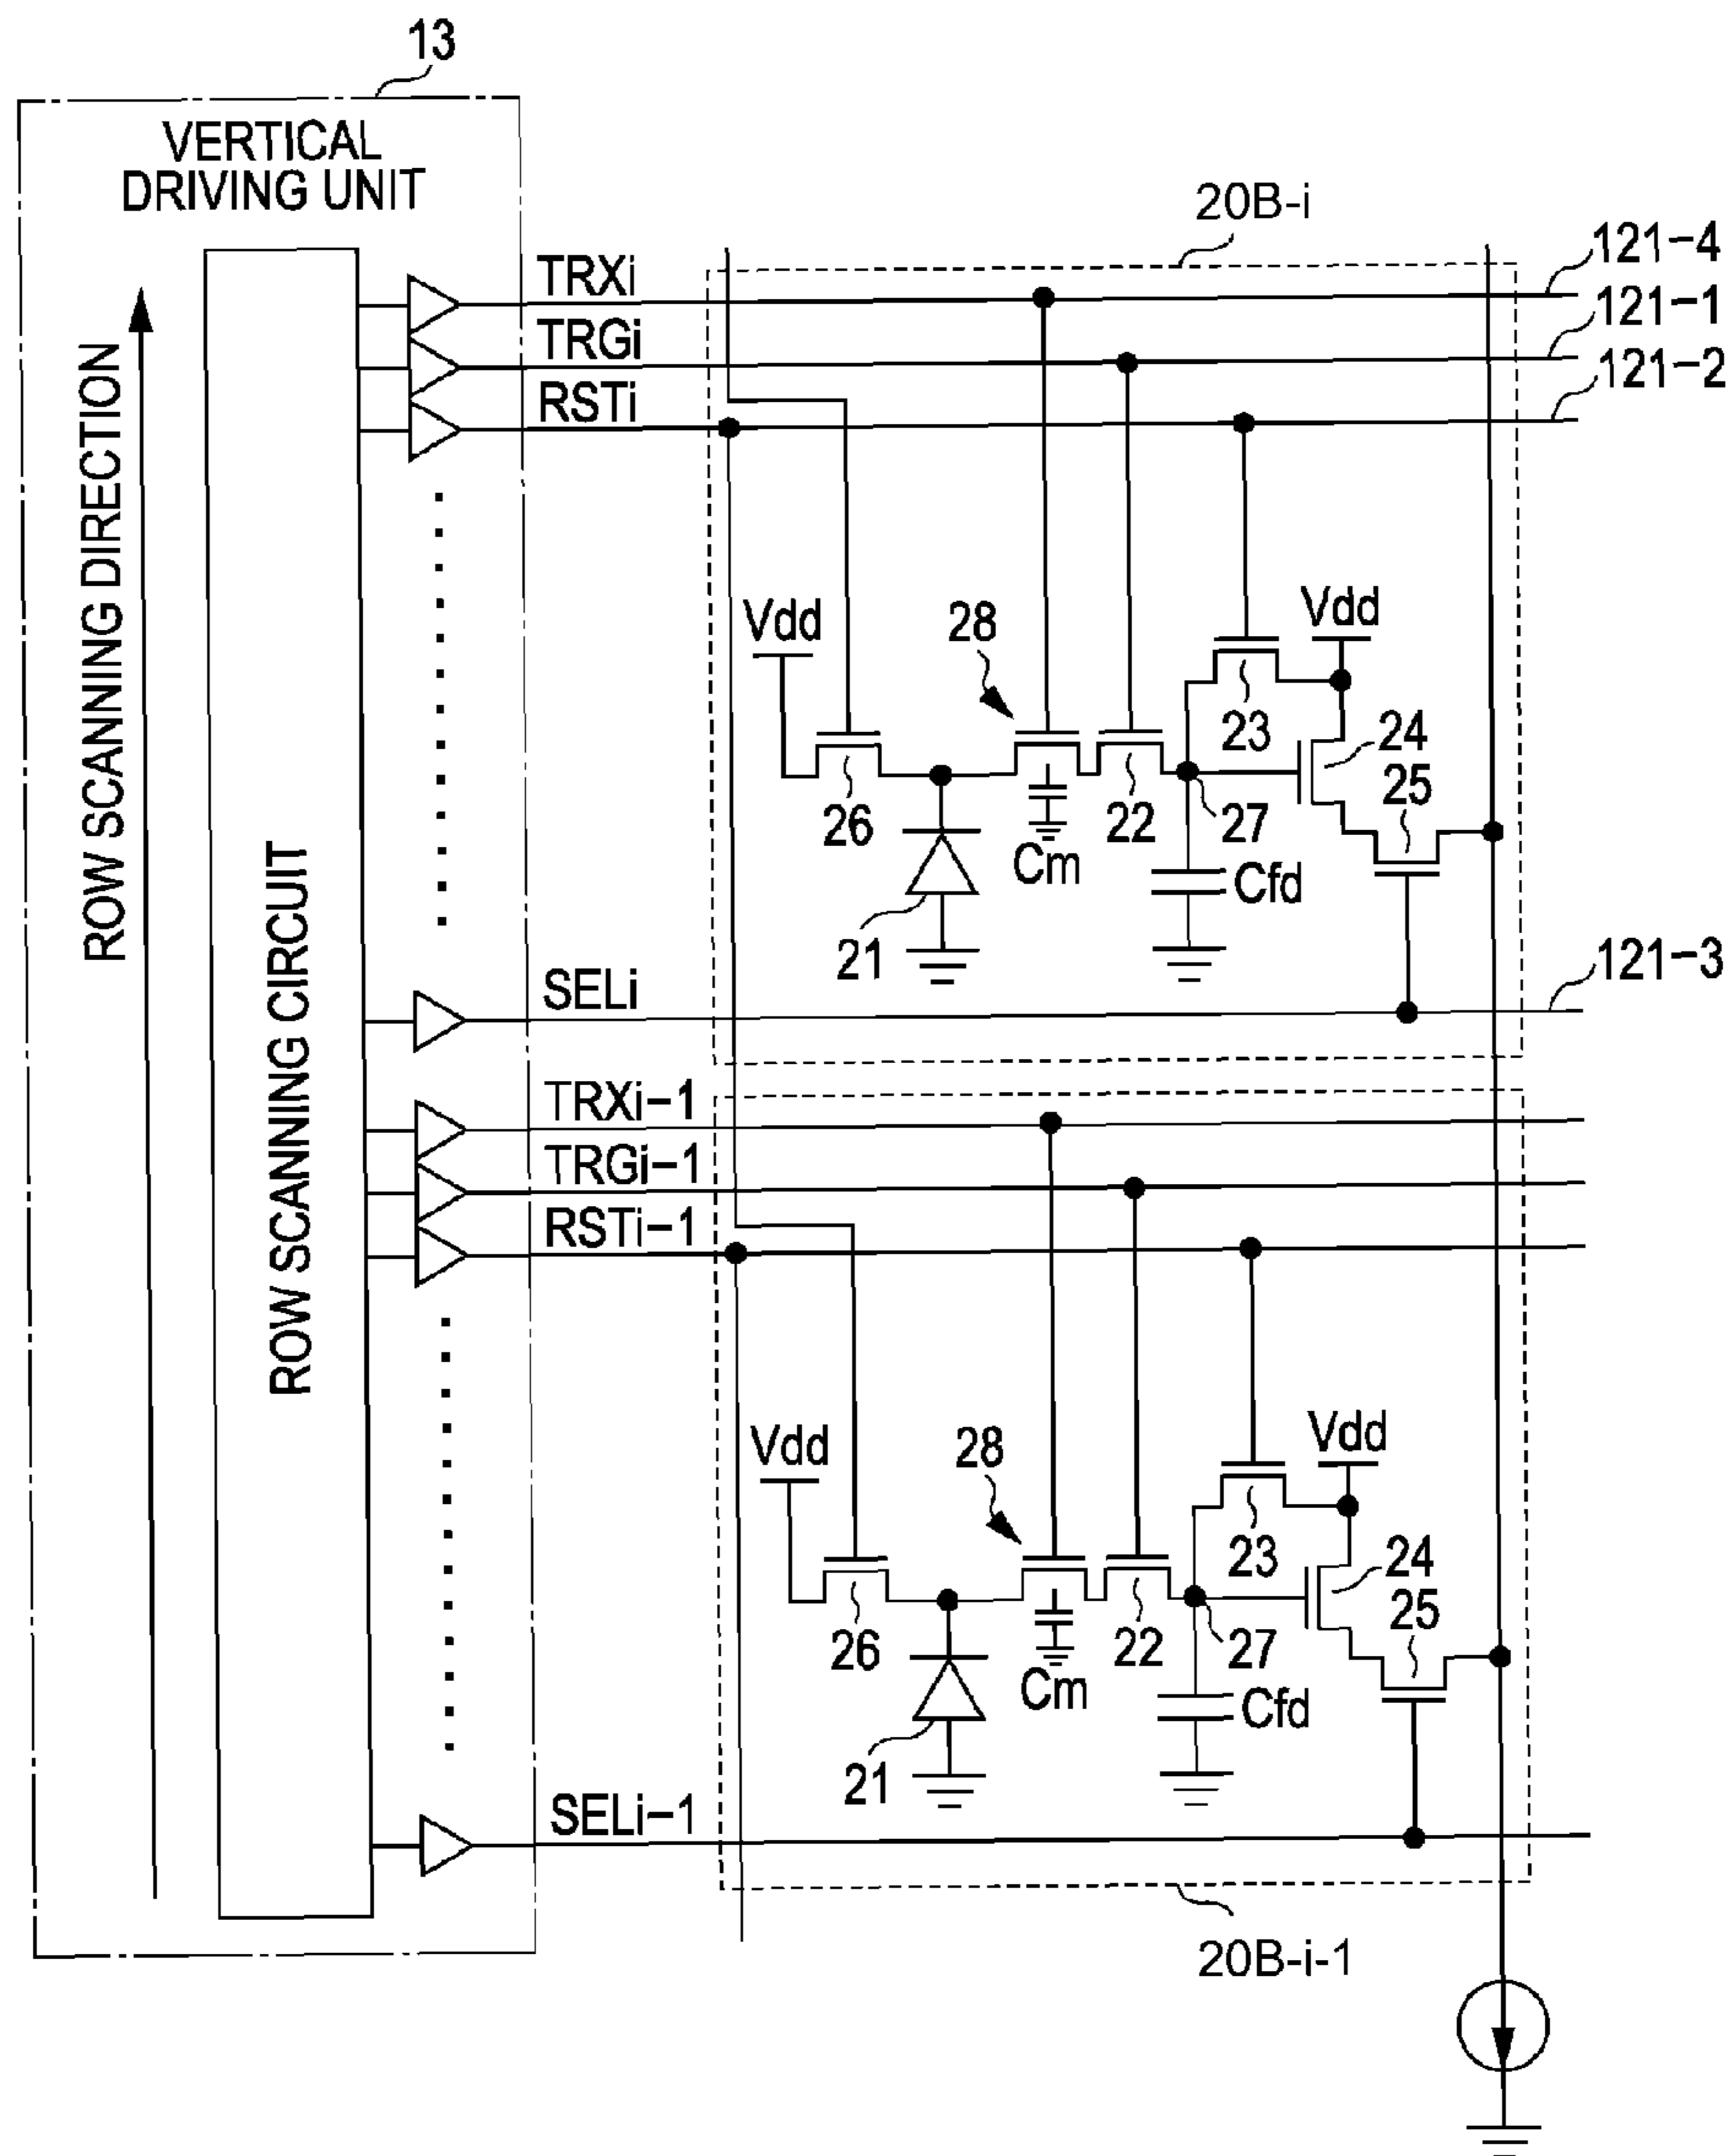 13
VERTICAL
DRIVING UNIT
ROW SCANNING DIRECTION
ROW SCANNING CIRCUIT
20B-i
TRXi
121-4
TRGi
121-1
RSTi
121-2
Vdd
28
Vdd
26
Cm
22
23
27
24
25
Cfd
21
SELi
121-3
TRXi-1
TRGi-1
RSTi-1
Vdd
28
Vdd
26
Cm
22
23
27
24
25
Cfd
21
SELi-1
20B-i-1